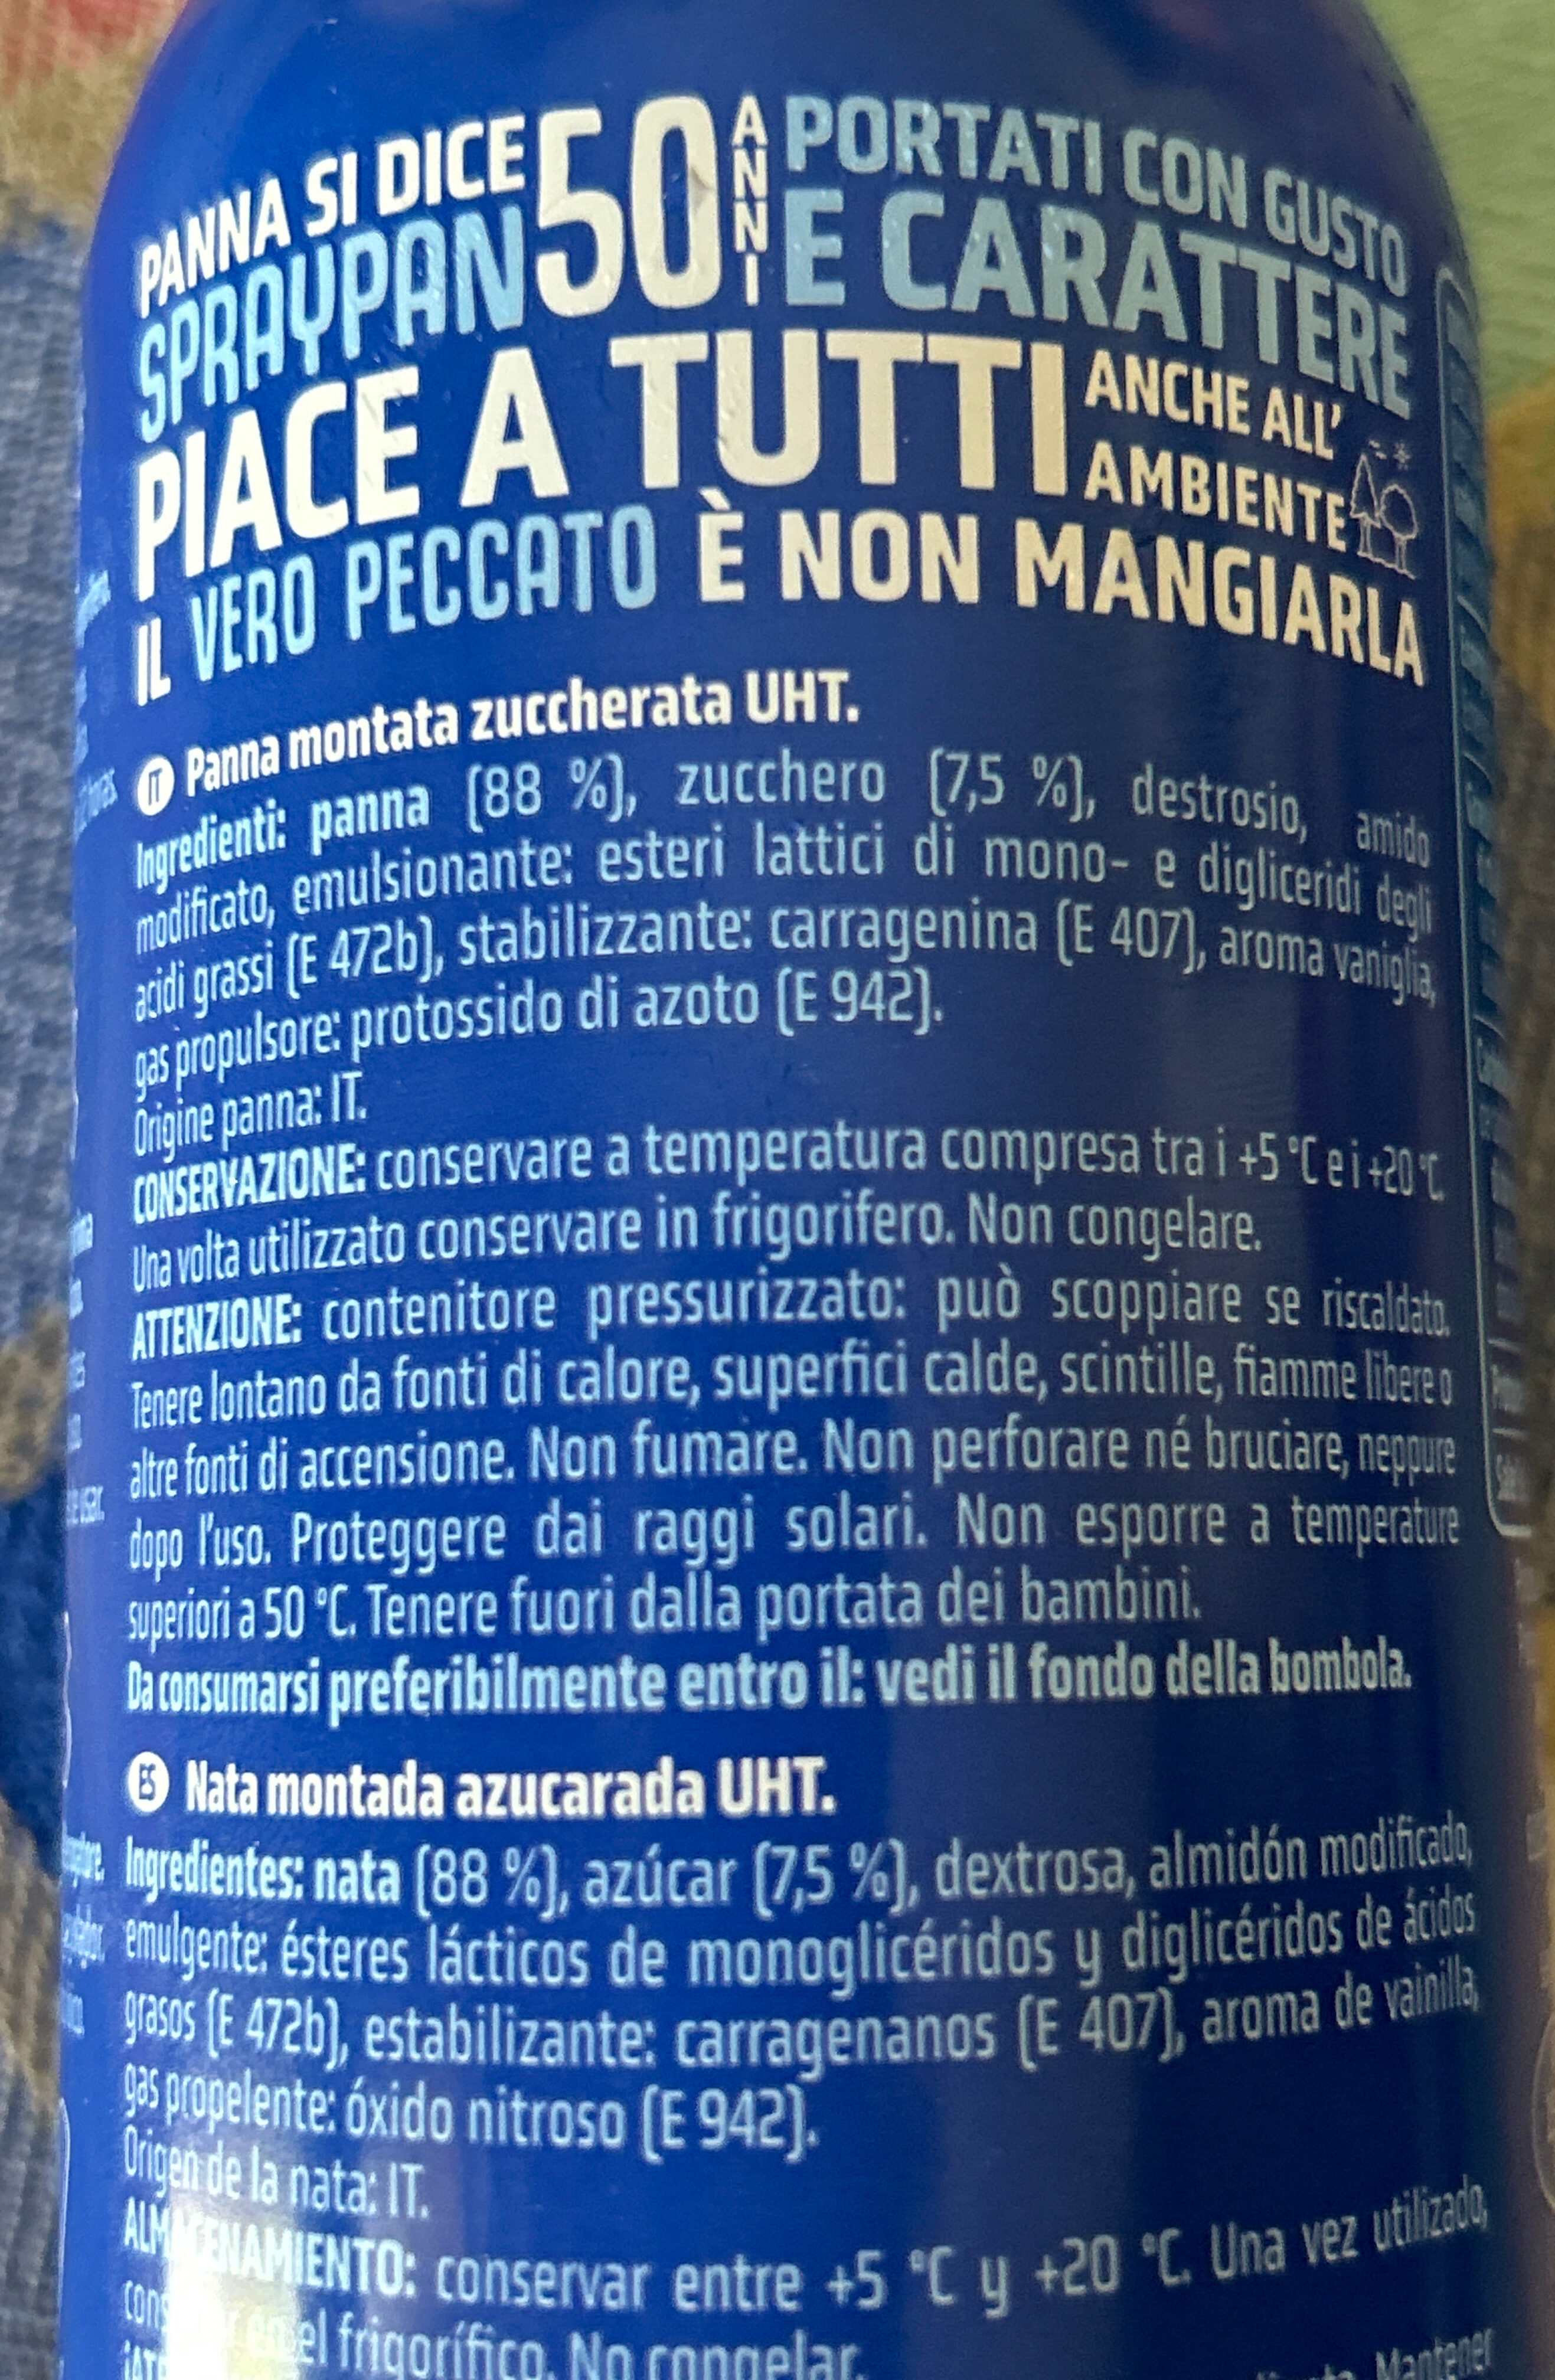 PANNA SI DICE
SPRAYPAN
50 ANNI
PORTATI CON GUSTO
E CARATTERE
PIACE A TUTTI
ANCHE ALL'
AMBIENTE
IL VERO PECCATO È NON MANGIARLA
IT Panna montata zuccherata UHT.
Ingredienti: panna (88 %), zucchero (7,5 %), destrosio, amido
modificato, emulsionante: esteri lattici di mono- e digliceridi degli
acidi grassi (E 472b), stabilizzante: carragenina (E 407), aroma vaniglia,
gas propulsore: protossido di azoto (E 942).
Origine panna: IT.
CONSERVAZIONE: conservare a temperatura compresa tra i +5 °C e i +20 °C.
Una volta utilizzato conservare in frigorifero. Non congelare.
ATTENZIONE: contenitore pressurizzato: può scoppiare se riscaldato.
Tenere lontano da fonti di calore, superfici calde, scintille, fiamme libere o
altre fonti di accensione. Non fumare. Non perforare né bruciare, neppure
dopo l'uso. Proteggere dai raggi solari. Non esporre a temperature
superiori a 50 °C. Tenere fuori dalla portata dei bambini.
Da consumarsi preferibilmente entro il: vedi il fondo della bombola.
ES Nata montada azucarada UHT.
Ingredientes: nata (88 %), azúcar (7,5 %), dextrosa, almidón modificado,
emulgente: ésteres lácticos de monoglicéridos y diglicéridos de ácidos
grasos (E 472b), estabilizante: carragenanos (E 407), aroma de vainilla,
gas propelente: óxido nitroso (E 942).
Origen de la nata: IT.
ALMACENAMIENTO: conservar entre +5 °C y +20 °C. Una vez utilizado,
en el frigorífico. No congelar.
Mantener